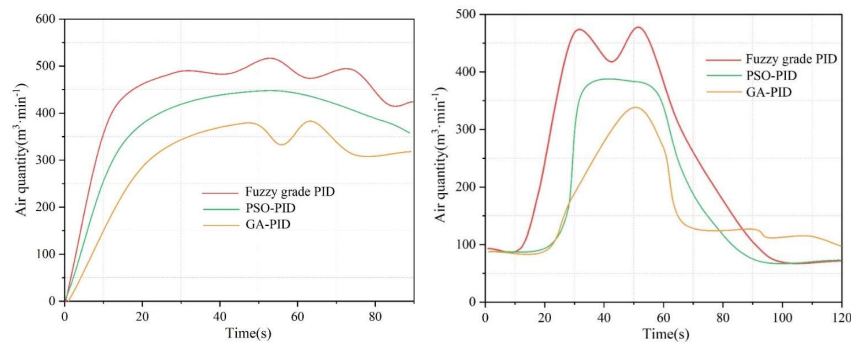 600
500
400
300
200
100
0
0
20
40
60
80
Air quantity(m³·min⁻¹)
Time(s)
Fuzzy grade PID
PSO-PID
GA-PID
500
400
300
200
100
0
0
20
40
60
80
100
120
Air quantity(m³·min⁻¹)
Time(s)
Fuzzy grade PID
PSO-PID
GA-PID